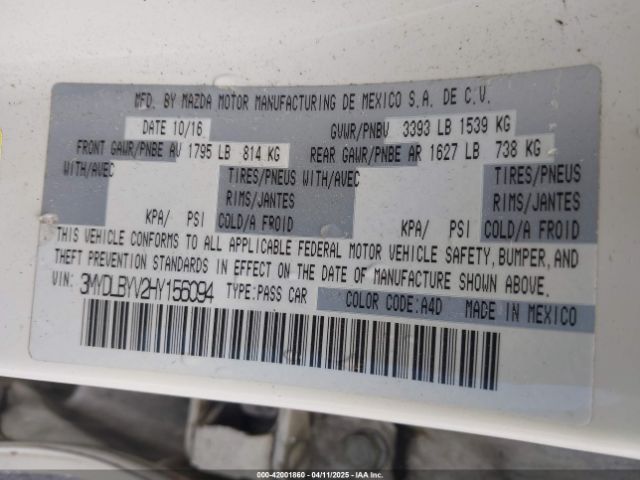 MFD. BY MAZDA MOTOR MANUFACTURING DE MEXICO S.A. DE C.V.
DATE 10/16 GVWR/PNBV 3393 LB 1539 KG
FRONT GAWR/PNBE AV 1795 LB 814 KG REAR GAWR/PNBE AR 1627 LB 738 KG
WITH/AVEC TIRES/PNEUS WITH/AVEC TIRES/PNEUS
RIMS/JANTES RIMS/JANTES
KPA/ PSI COLD/A FROID KPA/ PSI COLD/A FROID
THIS VEHICLE CONFORMS TO ALL APPLICABLE FEDERAL MOTOR VEHICLE SAFETY, BUMPER, AND
THEFT PREVENTION STANDARDS IN EFFECT ON THE DATE OF MANUFACTURE SHOWN ABOVE.
VIN: 3MYDLBYV2HY156094 TYPE:PASS CAR COLOR CODE:A4D MADE IN MEXICO
000-42001860 - 04/11/2025 - IAA Inc.